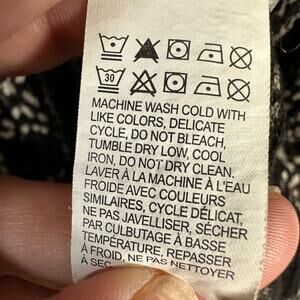 30
MACHINE WASH COLD WITH
LIKE COLORS, DELICATE
CYCLE, DO NOT BLEACH,
TUMBLE DRY LOW, COOL
IRON, DO NOT DRY CLEAN.
LAVER À LA MACHINE À L'EAU
FROIDE AVEC COULEURS
SIMILAIRES, CYCLE DÉLICAT,
NE PAS JAVELLISER, SÉCHER
PAR CULBUTAGE À BASSE
TEMPÉRATURE, REPASSER
À FROID, NE PAS NETTOYER
À SEC